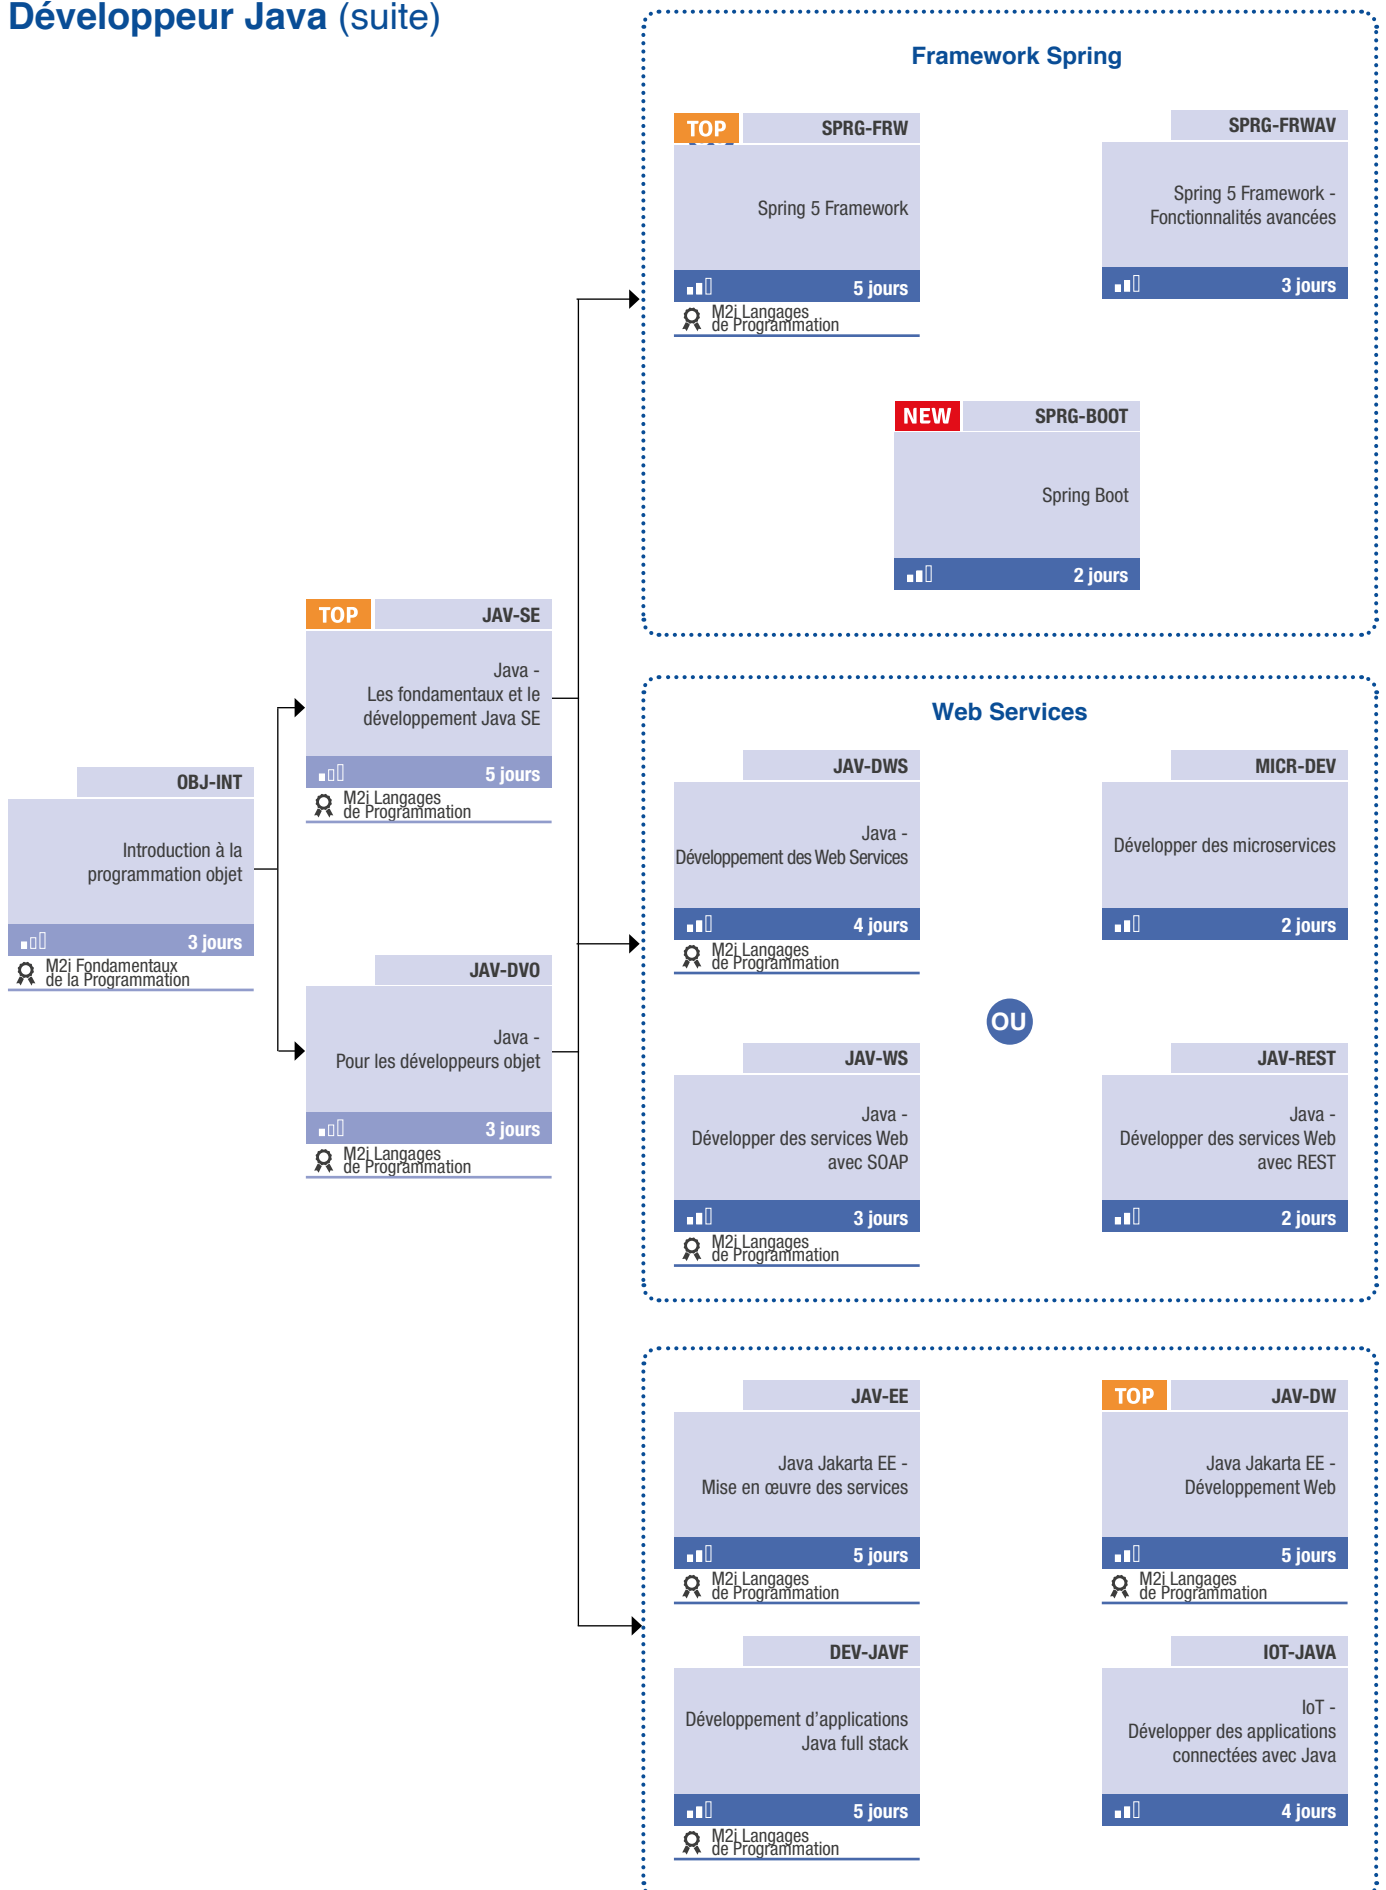 Développeur Java (suite)
Framework Spring
TOP
SPRG-FRW
Spring 5 Framework
5 jours
M2i Langages
de Programmation
SPRG-FRWAV
Spring 5 Framework -
Fonctionnalités avancées
3 jours
NEW
SPRG-BOOT
Spring Boot
2 jours
TOP
JAV-SE
Java -
Les fondamentaux et le
développement Java SE
5 jours
M2i Langages
de Programmation
OBJ-INT
Introduction à la
programmation objet
3 jours
M2i Fondamentaux
de la Programmation
JAV-DVO
Java -
Pour les développeurs objet
3 jours
M2i Langages
de Programmation
Web Services
JAV-DWS
Java -
Développement des Web Services
4 jours
M2i Langages
de Programmation
MICR-DEV
Développer des microservices
2 jours
OU
JAV-WS
Java -
Développer des services Web
avec SOAP
3 jours
M2i Langages
de Programmation
JAV-REST
Java -
Développer des services Web
avec REST
2 jours
JAV-EE
Java Jakarta EE -
Mise en œuvre des services
5 jours
M2i Langages
de Programmation
TOP
JAV-DW
Java Jakarta EE -
Développement Web
5 jours
M2i Langages
de Programmation
DEV-JAVF
Développement d'applications
Java full stack
5 jours
M2i Langages
de Programmation
IOT-JAVA
IoT -
Développer des applications
connectées avec Java
4 jours